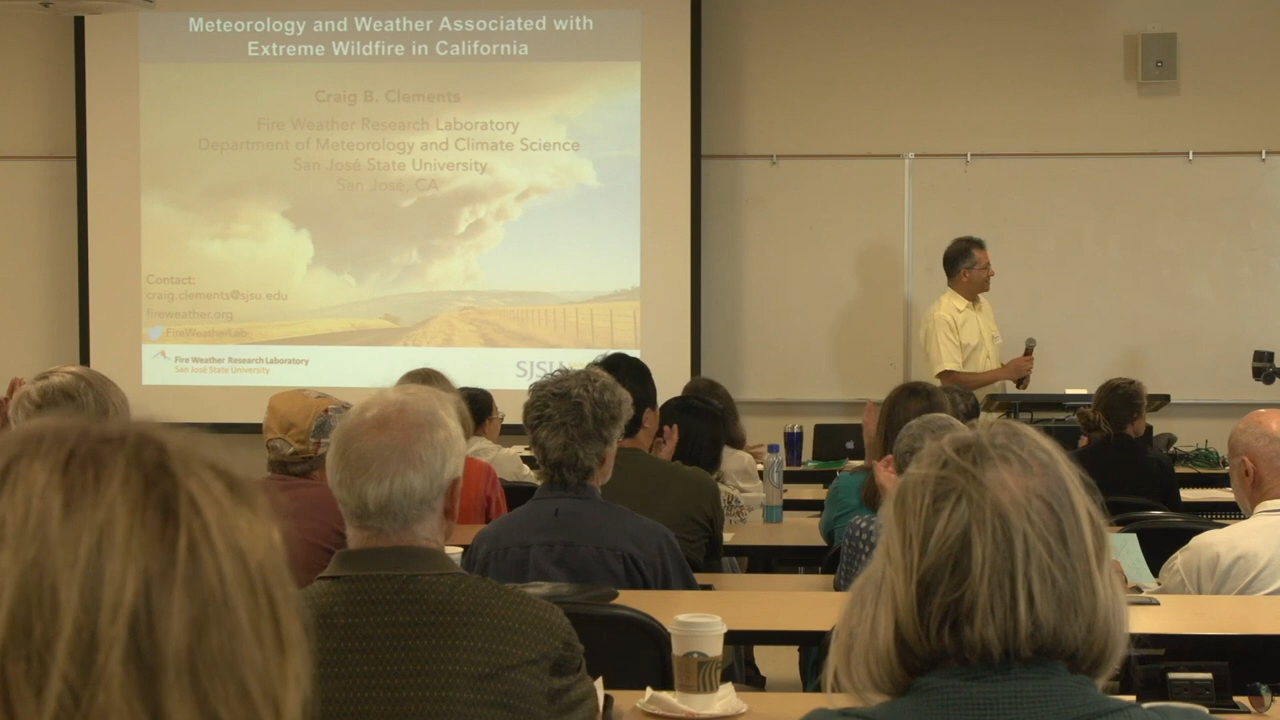 Meteorology and Weather Associated with
Extreme Wildfire in California
Craig B. Clements
Fire Weather Research Laboratory
Department of Meteorology and Climate Science
San José State University
San José, CA
Contact:
craig.clements@sjsu.edu
fireweather.org
FireWeatherLab
Fire Weather Research Laboratory
San José State University
SJSU